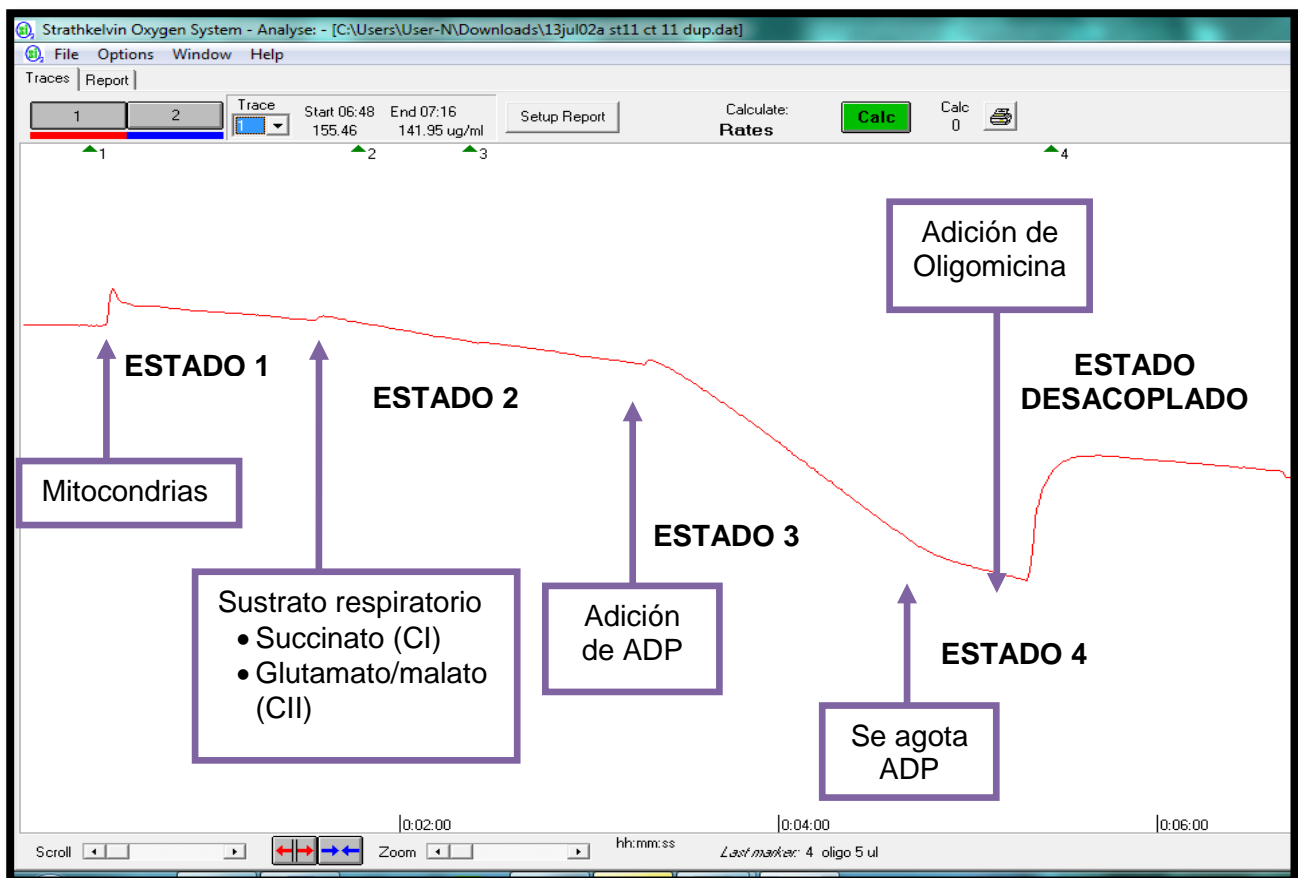 Strathkelvin Oxygen System - Analyse: - [C:\Users\User-N\Downloads\13jul02a st11 ct 11 dup.dat]
File Options Window Help
Traces Report
1 2 Trace 1 Start 06:48 End 07:16 Setup Report Calculate: Calc Calc
155.46 141.95 ug/ml Rates 0
1 2 3 4
Adición de
Oligomicina
ESTADO 1
ESTADO 2
ESTADO
DESACOPLADO
Mitocondrias
ESTADO 3
Sustrato respiratorio
• Succinato (CI)
• Glutamato/malato
(CII)
Adición
de ADP
ESTADO 4
Se agota
ADP
0:02:00 0:04:00 0:06:00
Scroll Zoom hh:mm:ss Last marker: 4 oligo 5 ul